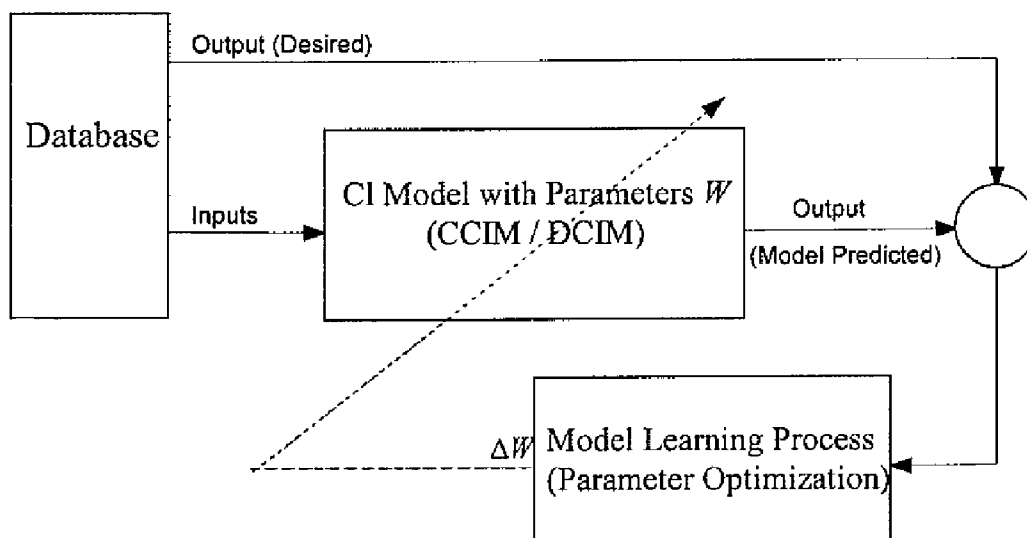 Output (Desired)
Database
CI Model with Parameters W
(CCIM / DCIM)
Inputs
Output
(Model Predicted)
ΔW
Model Learning Process
(Parameter Optimization)